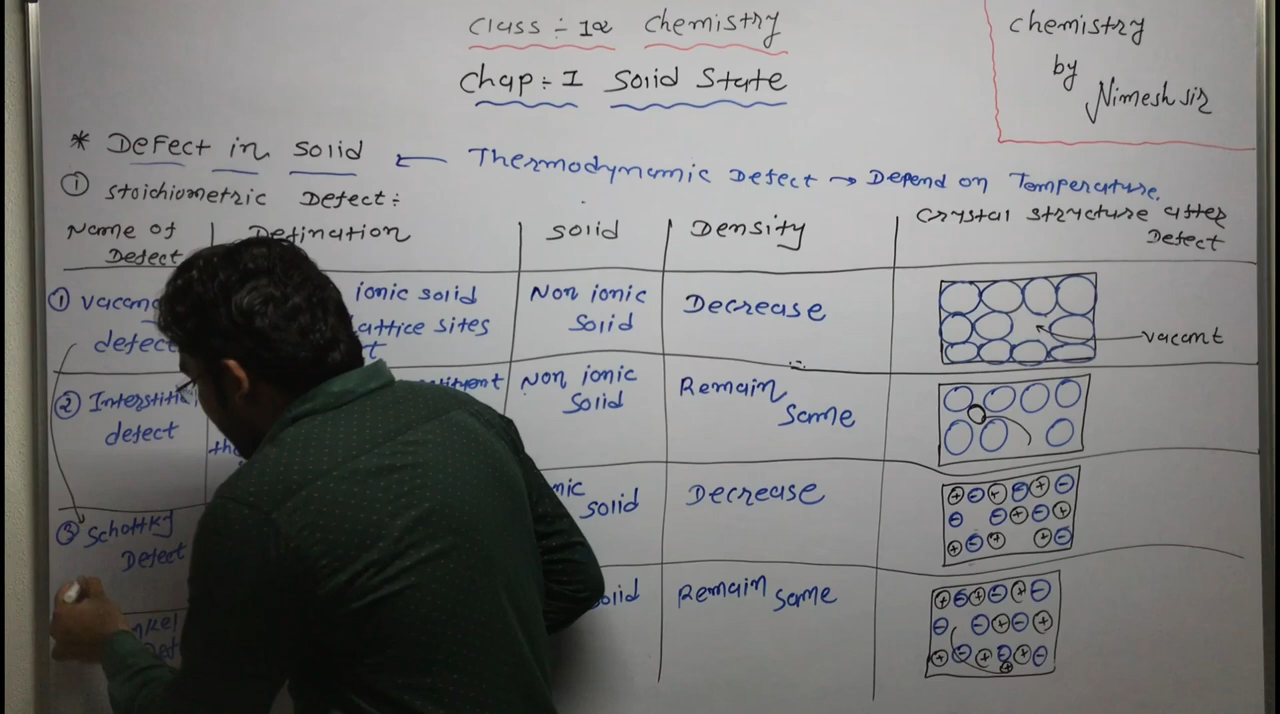 Class :- 12 Chemistry
Chap :- I Solid State
Chemistry
by
Nimesh sir
* Defect in solid ← Thermodynamic Defect → Depend on Temperature.
① Stoichiometric Defect :
Name of Defect
Defination
Solid
Density
Crystal structure after
Defect
① 
defect
ionic solid
lattice sites
Non ionic
Solid
Decrease
vacant
② 
defect
Non ionic
Solid
Remain
Same
③ Schottky
Defect
solid
Decrease
Remain same